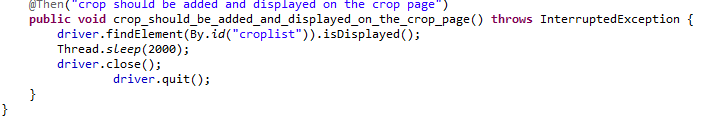 @Then("crop should be added and displayed on the crop page")
public void crop_should_be_added_and_displayed_on_the_crop_page() throws InterruptedException {
driver.findElement(By.id("croplist")).isDisplayed();
Thread.sleep(2000);
driver.close();
driver.quit();
}
}